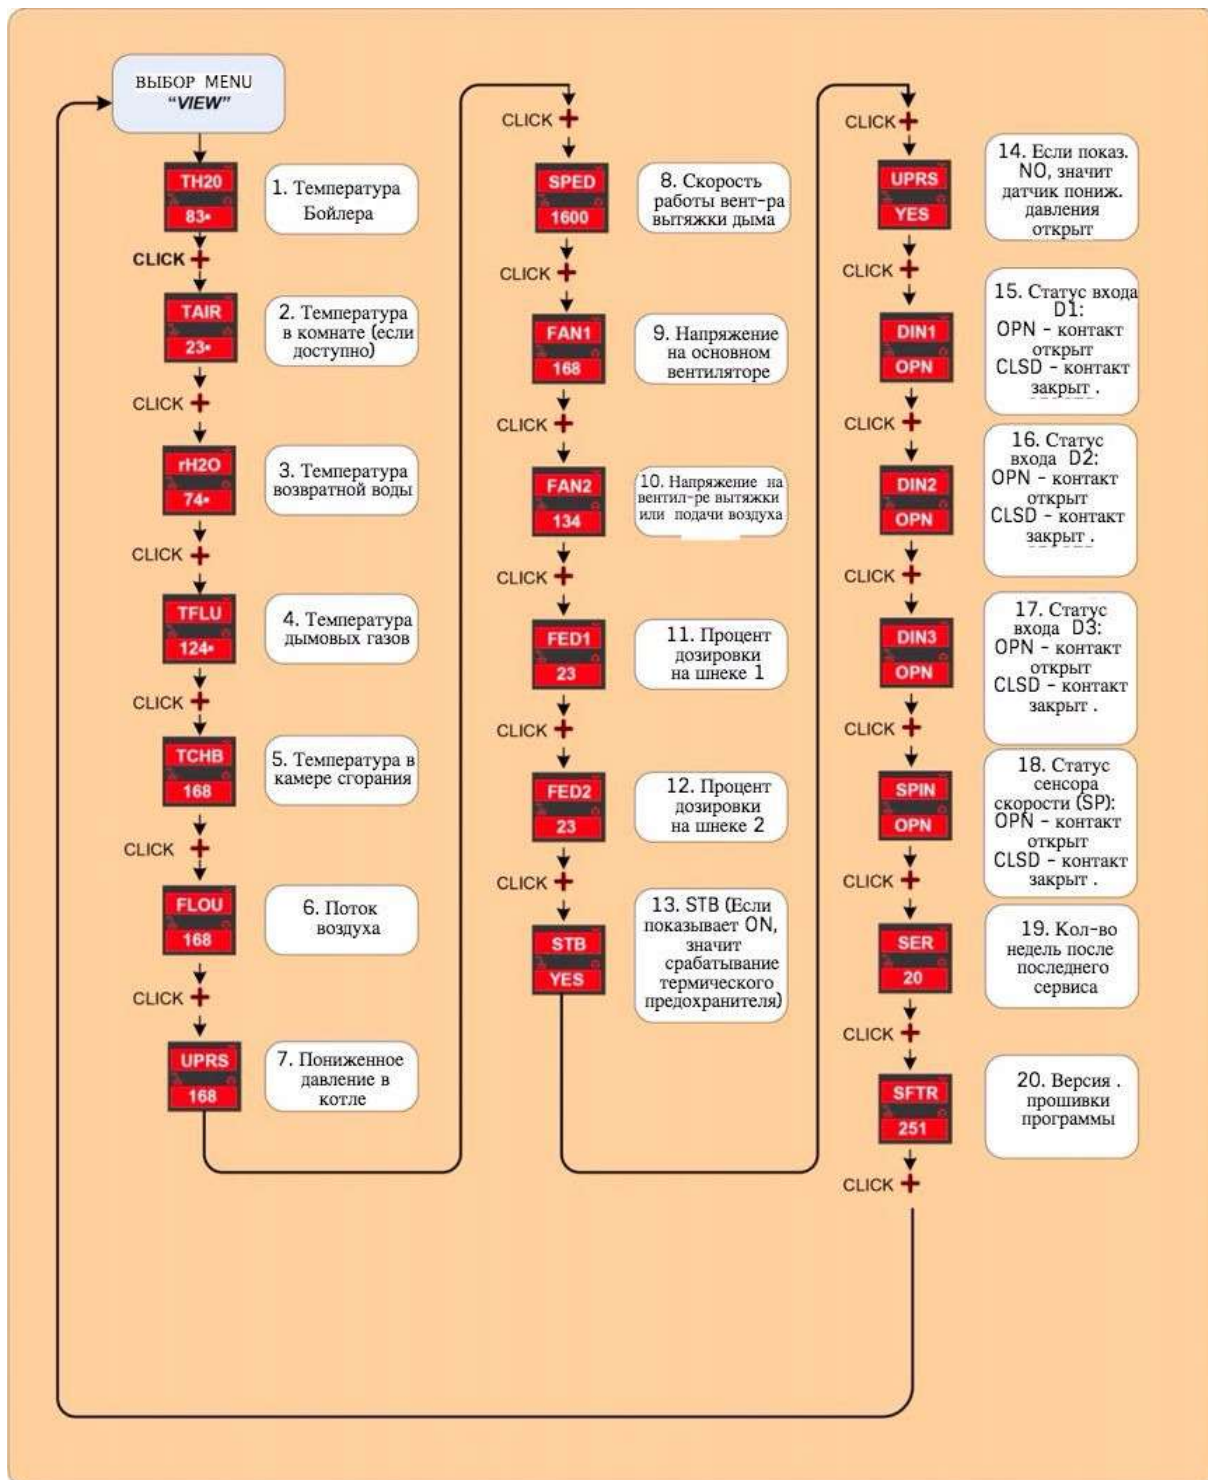 ВЫБОР MENU
“VIEW”
TH20
83•
1. Температура
Бойлера
CLICK +
TAIR
23•
2. Температура
в комнате (если
доступно)
CLICK +
rH2O
74•
3. Температура
возвратной воды
CLICK +
TFLU
124•
4. Температура
дымовых газов
CLICK +
TCHB
168
5. Температура в
камере сгорания
CLICK +
FLOU
168
6. Поток
воздуха
CLICK +
UPRS
168
7. Пониженное
давление в
котле
CLICK +
SPED
1600
8. Скорость
работы вент-ра
вытяжки дыма
CLICK +
FAN1
168
9. Напряжение
на основном
вентиляторе
CLICK +
FAN2
134
10. Напряжение на
вентил-ре вытяжки
или подачи воздуха
CLICK +
FED1
23
11. Процент
дозировки
на шнеке 1
CLICK +
FED2
23
12. Процент
дозировки
на шнеке 2
CLICK +
STB
YES
13. STB (Если
показывает ON,
значит
срабатывание
термического
предохранителя)
CLICK +
UPRS
YES
14. Если показ.
NO, значит
датчик пониж.
давления
открыт
CLICK +
DIN1
OPN
15. Статус входа
D1:
OPN - контакт
открыт
CLSD - контакт
закрыт .
CLICK +
DIN2
OPN
16. Статус
входа D2:
OPN - контакт
открыт
CLSD - контакт
закрыт .
CLICK +
DIN3
OPN
17. Статус
входа D3:
OPN - контакт
открыт
CLSD - контакт
закрыт .
CLICK +
SPIN
OPN
18. Статус
сенсора
скорости (SP):
OPN - контакт
открыт
CLSD - контакт
закрыт .
CLICK +
SER
20
19. Кол-во
недель после
последнего
сервиса
CLICK +
SFTR
251
20. Версия .
прошивки
программы
CLICK +